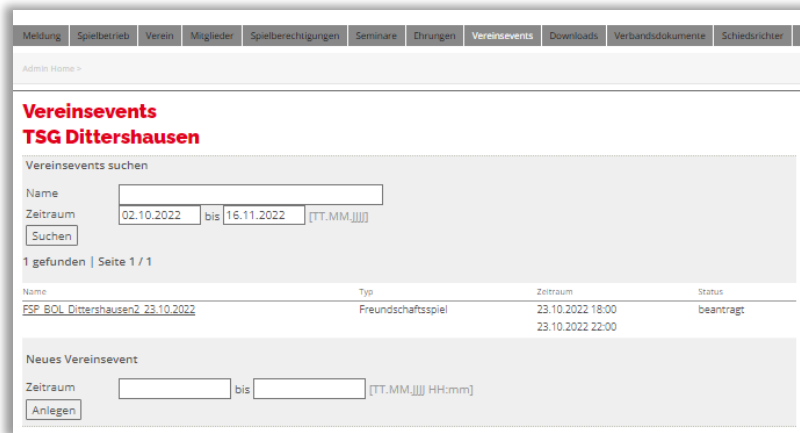 Meldung Spielbetrieb Verein Mitglieder Spielberechtigungen Seminare Ehrungen Vereinsevents Downloads Verbandsdokumente Schiedsrichter
Admin Home >
Vereinsevents
TSG Dittershausen
Vereinsevents suchen
Name
Zeitraum 02.10.2022 bis 16.11.2022 [TT.MM.JJJJ]
Suchen
1 gefunden | Seite 1 / 1
Name Typ Zeitraum Status
FSP_BOL_Dittershausen2_23.10.2022 Freundschaftsspiel 23.10.2022 18:00 beantragt
23.10.2022 22:00
Neues Vereinsevent
Zeitraum bis [TT.MM.JJJJ HH:mm]
Anlegen